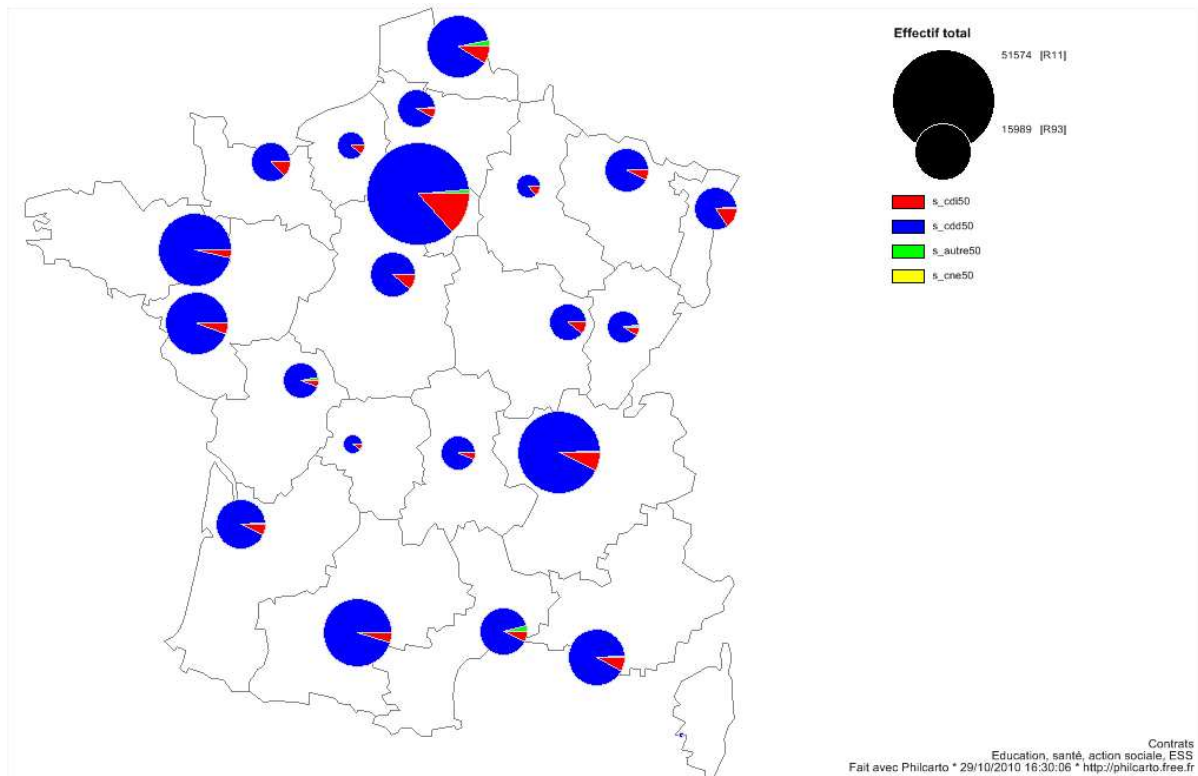 Effectif total
51574 [R11]
15989 [R93]
s_cdi50
s_cdd50
s_autre50
s_cne50
Contrats
Education, santé, action sociale, ESS
Fait avec Philcarto * 29/10/2010 16:30:06 * http://philcarto.free.fr